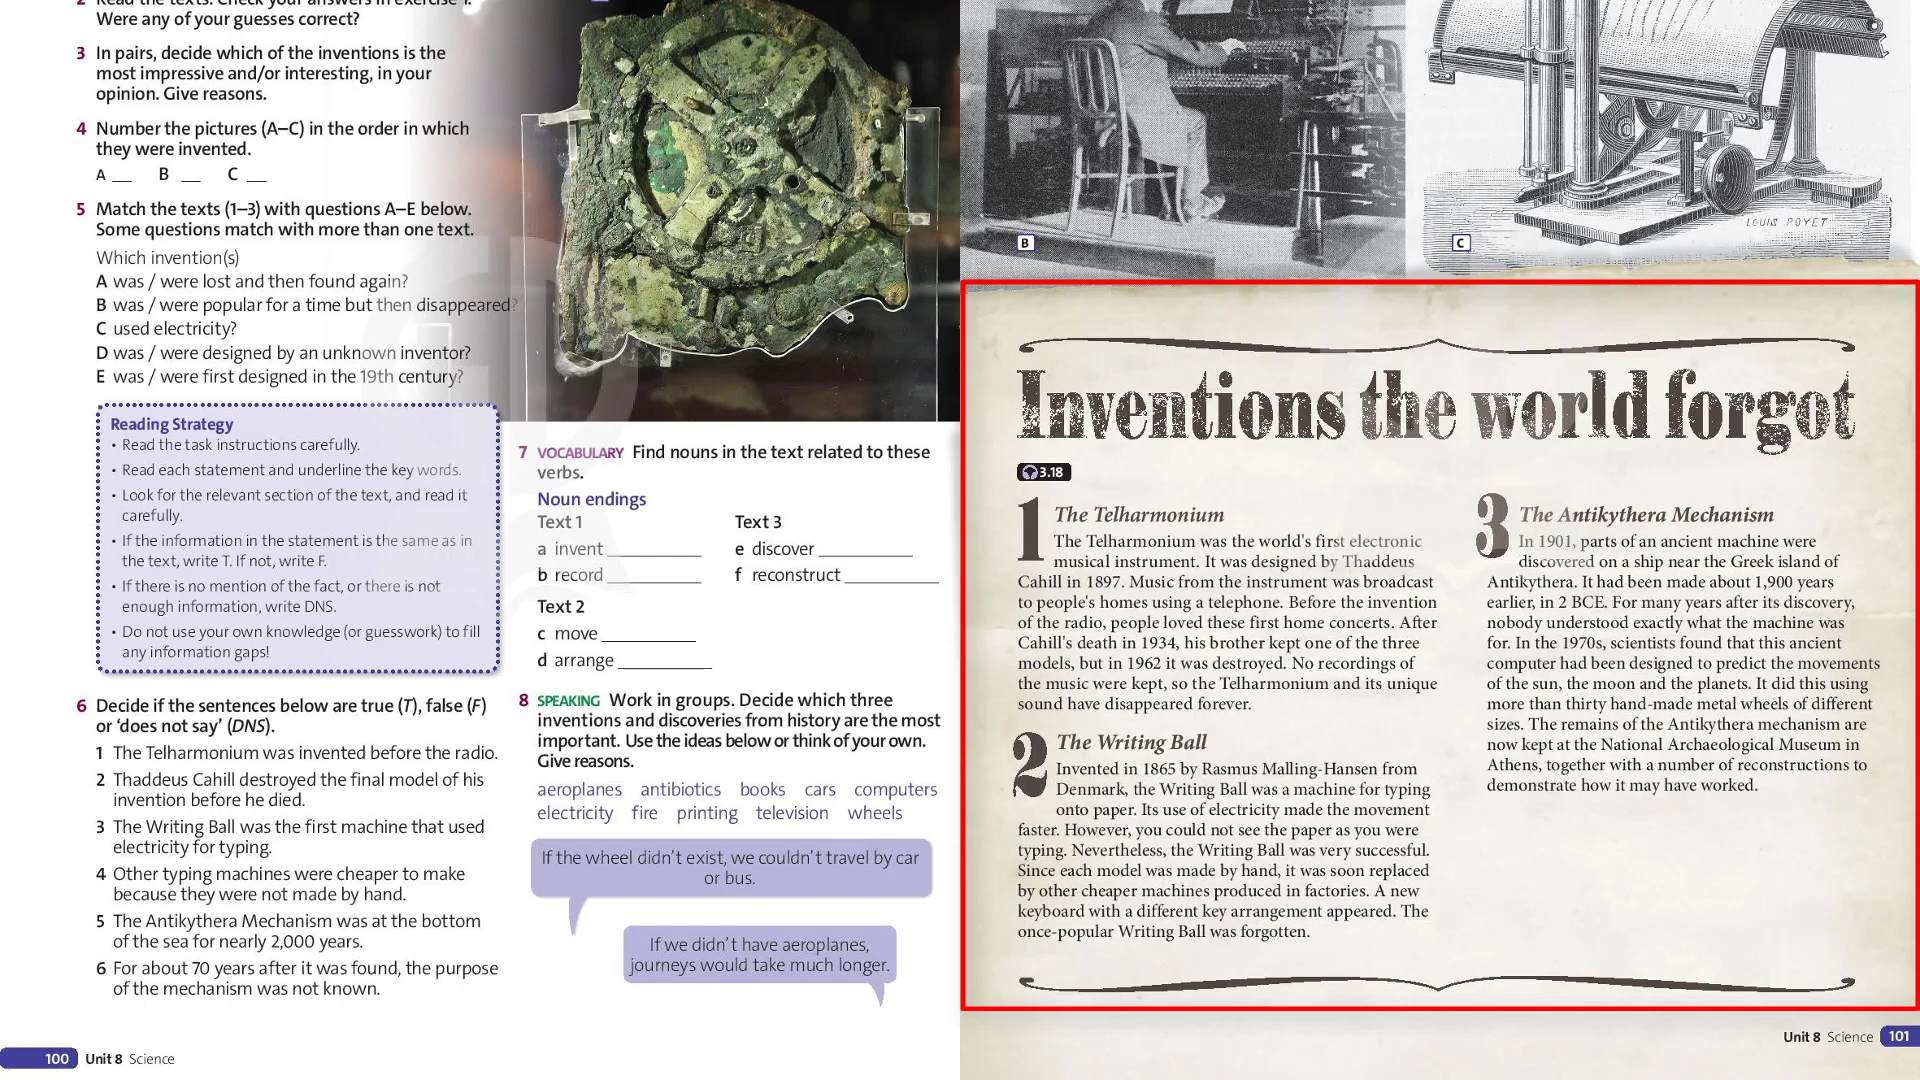 2 Read the texts. Check your answers in exercise 1.
Were any of your guesses correct?
3 In pairs, decide which of the inventions is the
most impressive and/or interesting, in your
opinion. Give reasons.
4 Number the pictures (A–C) in the order in which
they were invented.
A __ B __ C __
5 Match the texts (1–3) with questions A–E below.
Some questions match with more than one text.
Which invention(s)
A was / were lost and then found again?
B was / were popular for a time but then disappeared?
C used electricity?
D was / were designed by an unknown inventor?
E was / were first designed in the 19th century?
Reading Strategy
• Read the task instructions carefully.
• Read each statement and underline the key words.
• Look for the relevant section of the text, and read it
carefully.
• If the information in the statement is the same as in
the text, write T. If not, write F.
• If there is no mention of the fact, or there is not
enough information, write DNS.
• Do not use your own knowledge (or guesswork) to fill
any information gaps!
6 Decide if the sentences below are true (T), false (F)
or ‘does not say’ (DNS).
1 The Telharmonium was invented before the radio.
2 Thaddeus Cahill destroyed the final model of his
invention before he died.
3 The Writing Ball was the first machine that used
electricity for typing.
4 Other typing machines were cheaper to make
because they were not made by hand.
5 The Antikythera Mechanism was at the bottom
of the sea for nearly 2,000 years.
6 For about 70 years after it was found, the purpose
of the mechanism was not known.
100 Unit 8 Science
7 VOCABULARY Find nouns in the text related to these
verbs.
Noun endings
Text 1
a invent ___________
b record ___________
Text 2
c move ___________
d arrange ___________
Text 3
e discover ___________
f reconstruct ___________
8 SPEAKING Work in groups. Decide which three
inventions and discoveries from history are the most
important. Use the ideas below or think of your own.
Give reasons.
aeroplanes antibiotics books cars computers
electricity fire printing television wheels
If the wheel didn’t exist, we couldn’t travel by car
or bus.
If we didn’t have aeroplanes,
journeys would take much longer.
B
LOUIS POYET
C
Inventions the world forgot
3.18
1 The Telharmonium
The Telharmonium was the world's first electronic
musical instrument. It was designed by Thaddeus
Cahill in 1897. Music from the instrument was broadcast
to people's homes using a telephone. Before the invention
of the radio, people loved these first home concerts. After
Cahill's death in 1934, his brother kept one of the three
models, but in 1962 it was destroyed. No recordings of
the music were kept, so the Telharmonium and its unique
sound have disappeared forever.
2 The Writing Ball
Invented in 1865 by Rasmus Malling-Hansen from
Denmark, the Writing Ball was a machine for typing
onto paper. Its use of electricity made the movement
faster. However, you could not see the paper as you were
typing. Nevertheless, the Writing Ball was very successful.
Since each model was made by hand, it was soon replaced
by other cheaper machines produced in factories. A new
keyboard with a different key arrangement appeared. The
once-popular Writing Ball was forgotten.
3 The Antikythera Mechanism
In 1901, parts of an ancient machine were
discovered on a ship near the Greek island of
Antikythera. It had been made about 1,900 years
earlier, in 2 BCE. For many years after its discovery,
nobody understood exactly what the machine was
for. In the 1970s, scientists found that this ancient
computer had been designed to predict the movements
of the sun, the moon and the planets. It did this using
more than thirty hand-made metal wheels of different
sizes. The remains of the Antikythera mechanism are
now kept at the National Archaeological Museum in
Athens, together with a number of reconstructions to
demonstrate how it may have worked.
Unit 8 Science 101